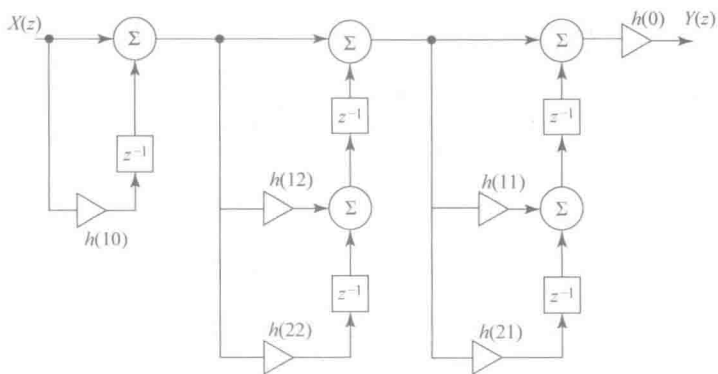 X(z)
Σ
Σ
Σ
h(0)
Y(z)
z⁻¹
z⁻¹
z⁻¹
h(12)
Σ
h(11)
Σ
h(10)
z⁻¹
z⁻¹
h(22)
h(21)